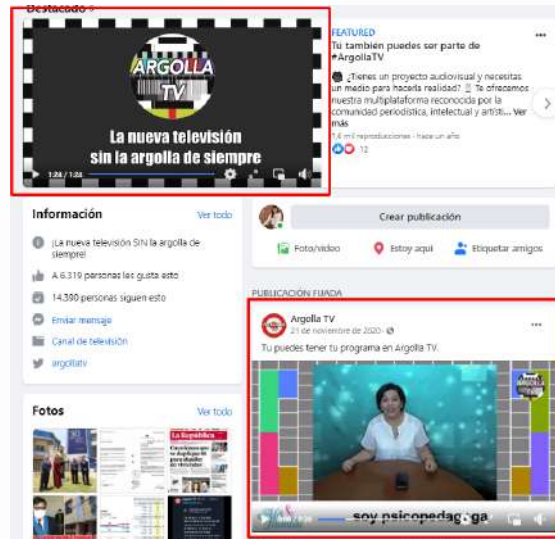 Destacado
ARGOLLA
TV
La nueva televisión
sin la argolla de siempre
1:24 / 1:24
FEATURED
Tú también puedes ser parte de
#ArgollaTV
¿Tienes un proyecto audiovisual y necesitas
un medio para hacerla realidad? Te ofrecemos
nuestra multiplataforma reconocida por la
comunidad periodística, intelectual y artísti... Ver
más
1,4 mil reproducciones · hace un año
12
Información
Ver todo
¡La nueva televisión SIN la argolla de
siempre!
A 6.319 personas les gusta esto
14.390 personas siguen esto
Enviar mensaje
Canal de televisión
argollatv
Crear publicación
Foto/video
Estoy aquí
Etiquetar amigos
PUBLICACIÓN FIJADA
Argolla TV
21 de noviembre de 2020
Tu puedes tener tu programa en Argolla TV.
soy psicopedagoga
Fotos
Ver todo
La República